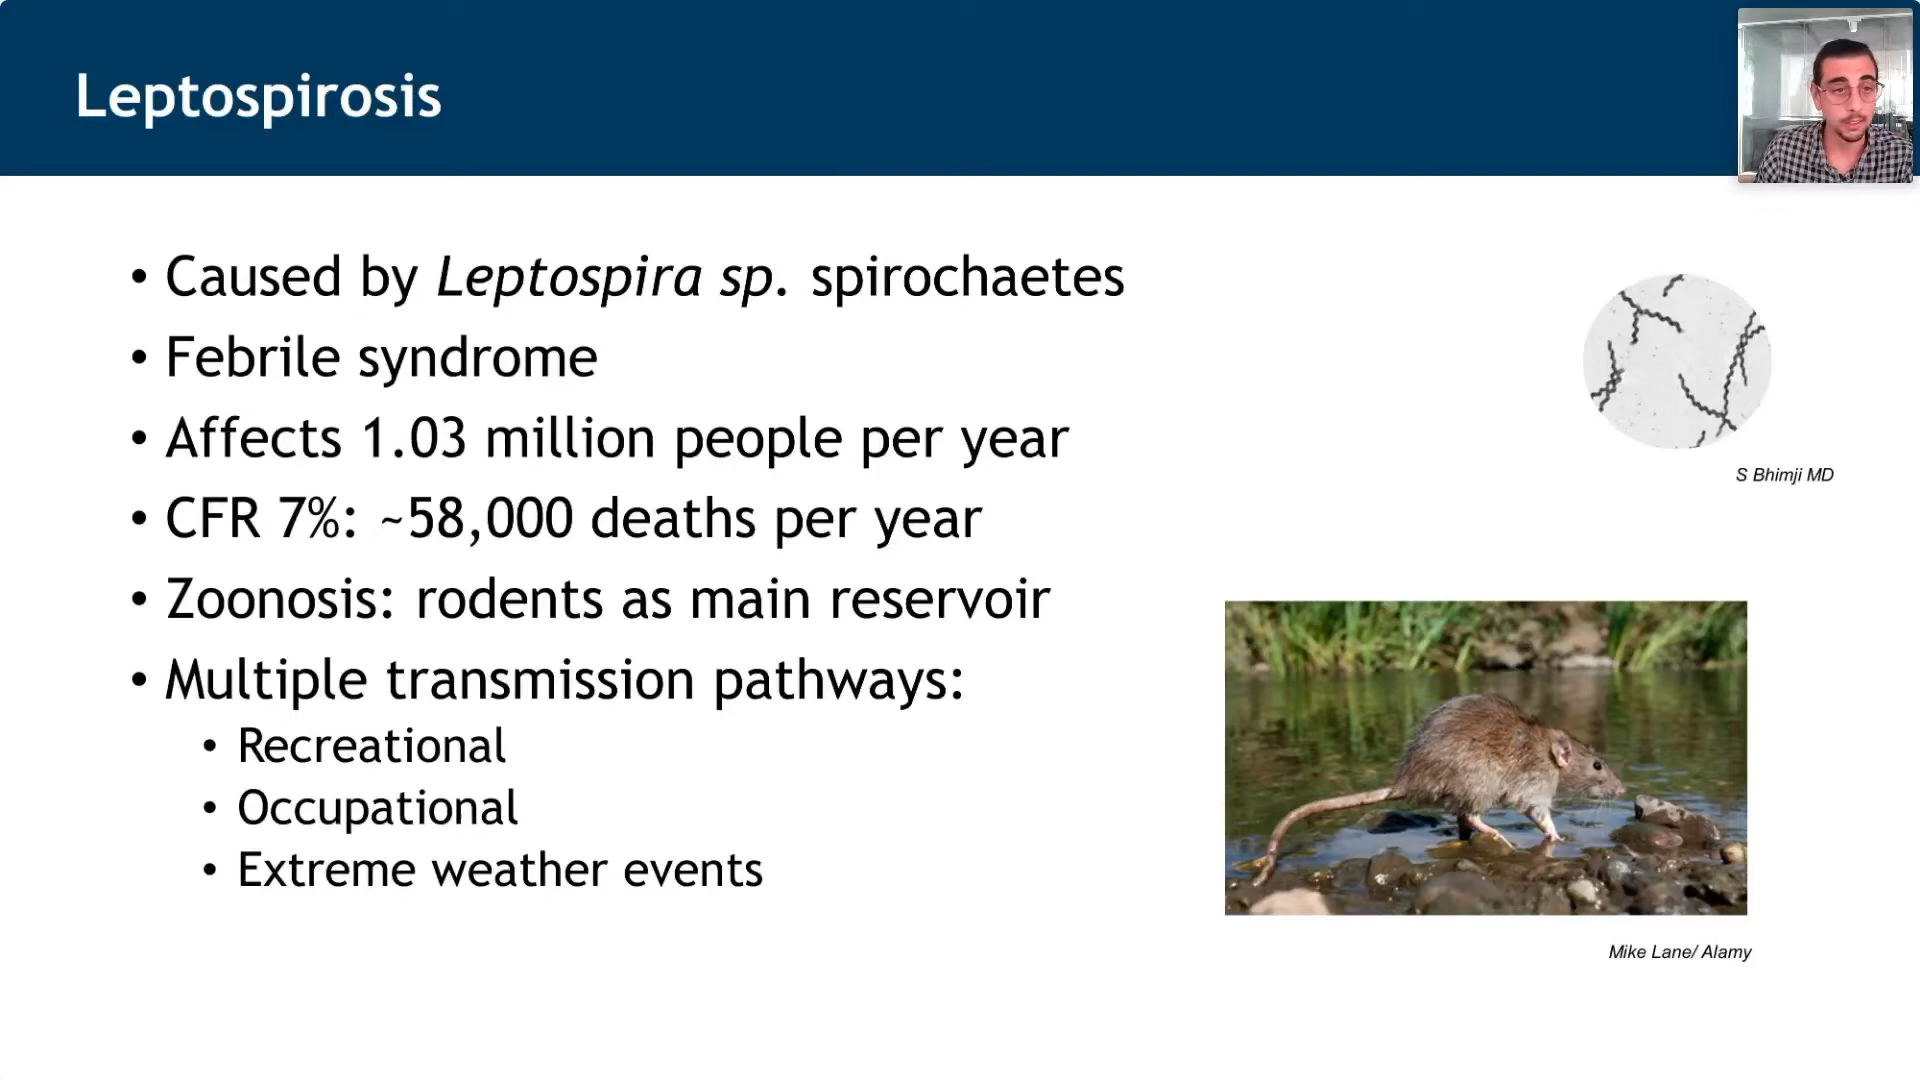 Leptospirosis
• Caused by Leptospira sp. spirochaetes
• Febrile syndrome
• Affects 1.03 million people per year
• CFR 7%: ~58,000 deaths per year
• Zoonosis: rodents as main reservoir
• Multiple transmission pathways:
• Recreational
• Occupational
• Extreme weather events
S Bhimji MD
Mike Lane/ Alamy